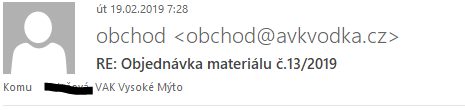 út 19.02.2019 7:28
obchod <obchod@avkvodka.cz>
RE: Objednávka materiálu č.13/2019
Komu VAK Vysoké Mýto